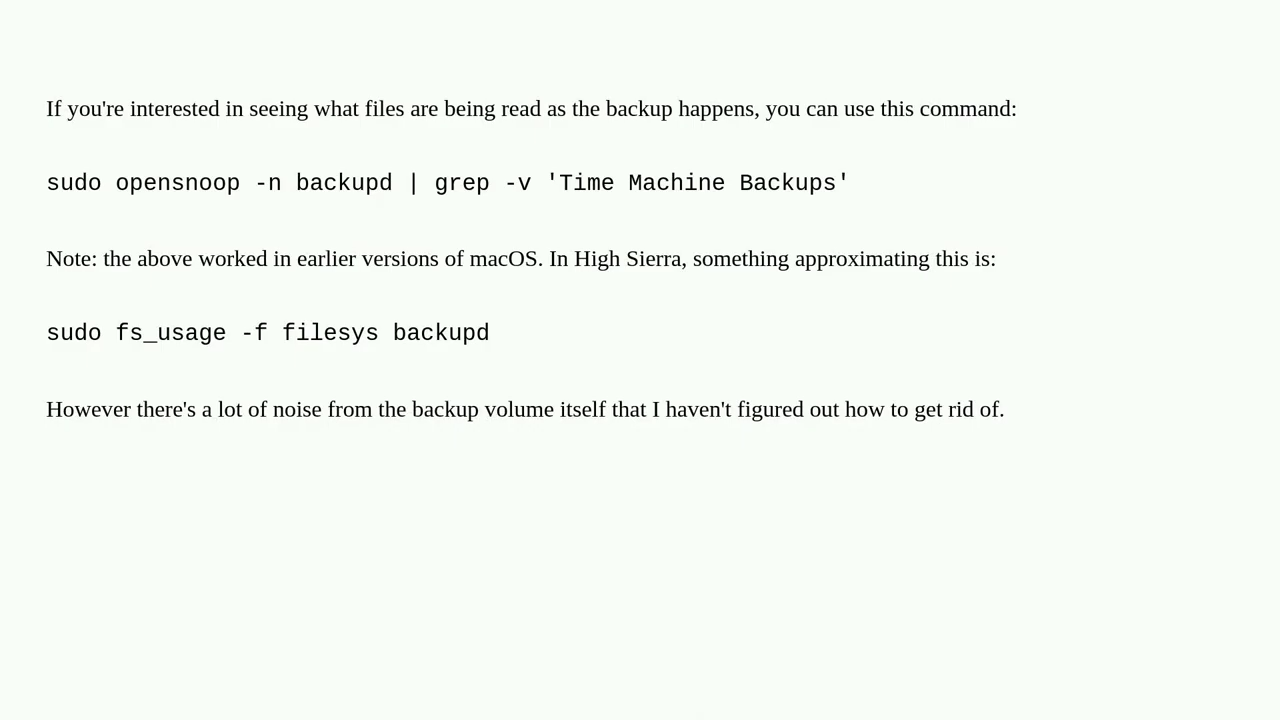 If you're interested in seeing what files are being read as the backup happens, you can use this command:
sudo opensnoop -n backupd | grep -v 'Time Machine Backups'
Note: the above worked in earlier versions of macOS. In High Sierra, something approximating this is:
sudo fs_usage -f filesys backupd
However there's a lot of noise from the backup volume itself that I haven't figured out how to get rid of.